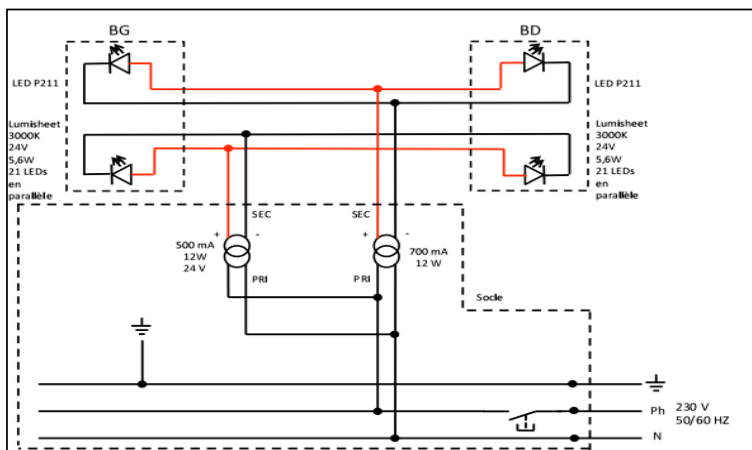 BG
BD
LED P211
LED P211
Lumisheet
3000K
24V
5,6W
21 LEDs
en
parallèle
Lumisheet
3000K
24V
5,6W
21 LEDs
en
parallèle
SEC
SEC
+
-
+
-
500 mA
12W
24 V
700 mA
12 W
PRI
PRI
Socle
Ph
230 V
50/60 HZ
N